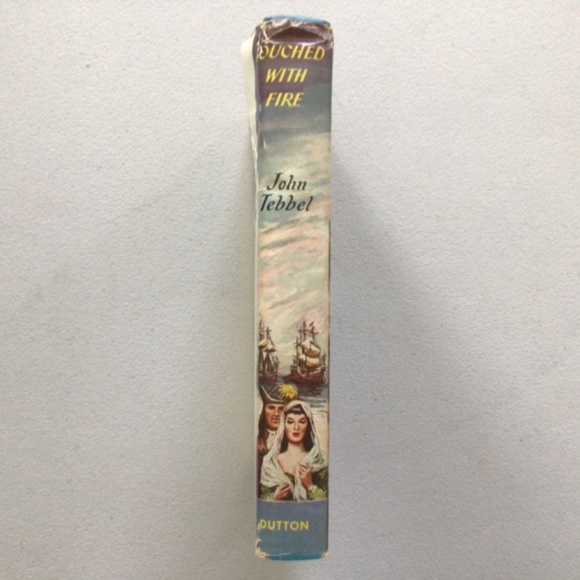 OUCHED
WITH
FIRE
John
Tebbel
DUTTON